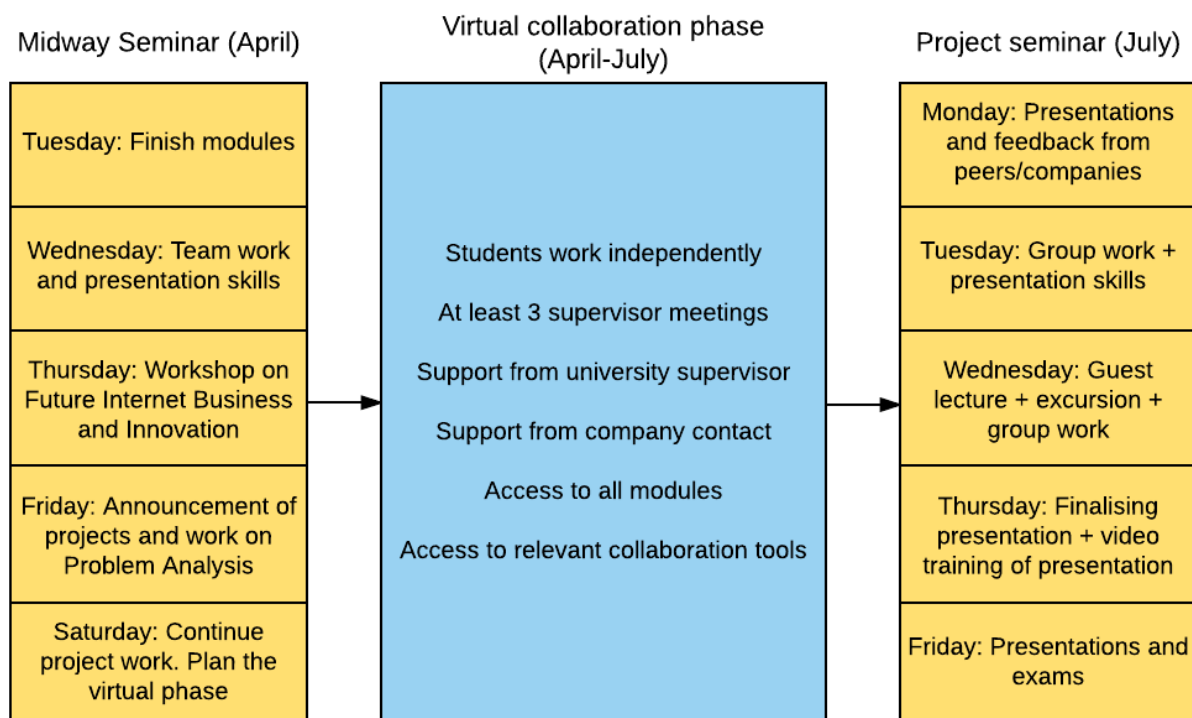 Midway Seminar (April)
Tuesday: Finish modules
Wednesday: Team work
and presentation skills
Thursday: Workshop on
Future Internet Business
and Innovation
Friday: Announcement of
projects and work on
Problem Analysis
Saturday: Continue
project work. Plan the
virtual phase
Virtual collaboration phase
(April-July)
Students work independently
At least 3 supervisor meetings
Support from university supervisor
Support from company contact
Access to all modules
Access to relevant collaboration tools
Project seminar (July)
Monday: Presentations
and feedback from
peers/companies
Tuesday: Group work +
presentation skills
Wednesday: Guest
lecture + excursion +
group work
Thursday: Finalising
presentation + video
training of presentation
Friday: Presentations and
exams